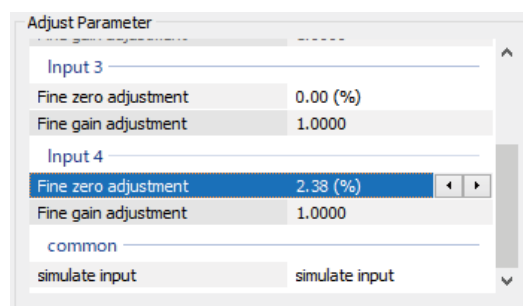 Adjust Parameter
Input 3
Fine zero adjustment 0.00 (%)
Fine gain adjustment 1.0000
Input 4
Fine zero adjustment 2.38 (%)
Fine gain adjustment 1.0000
common
simulate input simulate input